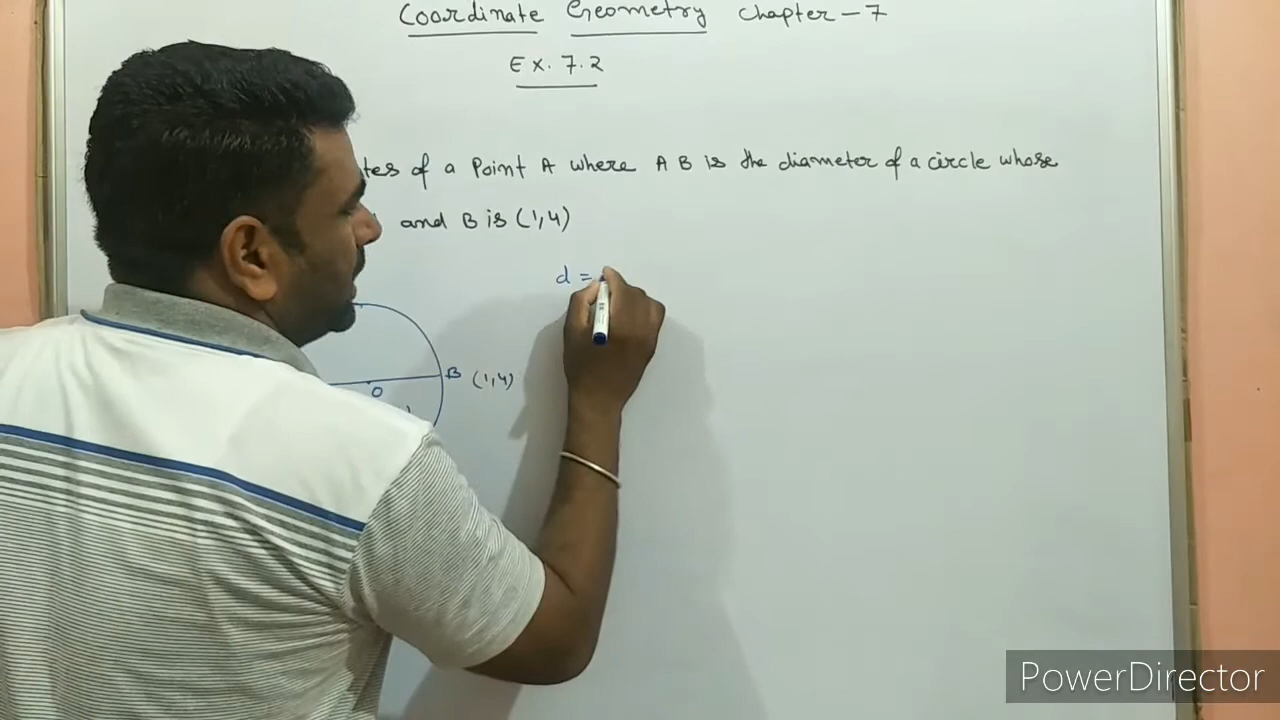 Coordinate Geometry Chapter - 7
Ex. 7.2
tes of a Point A where A B is the diameter of a circle whose
and B is (1,4)
d =
B (1,4)
O
PowerDirector